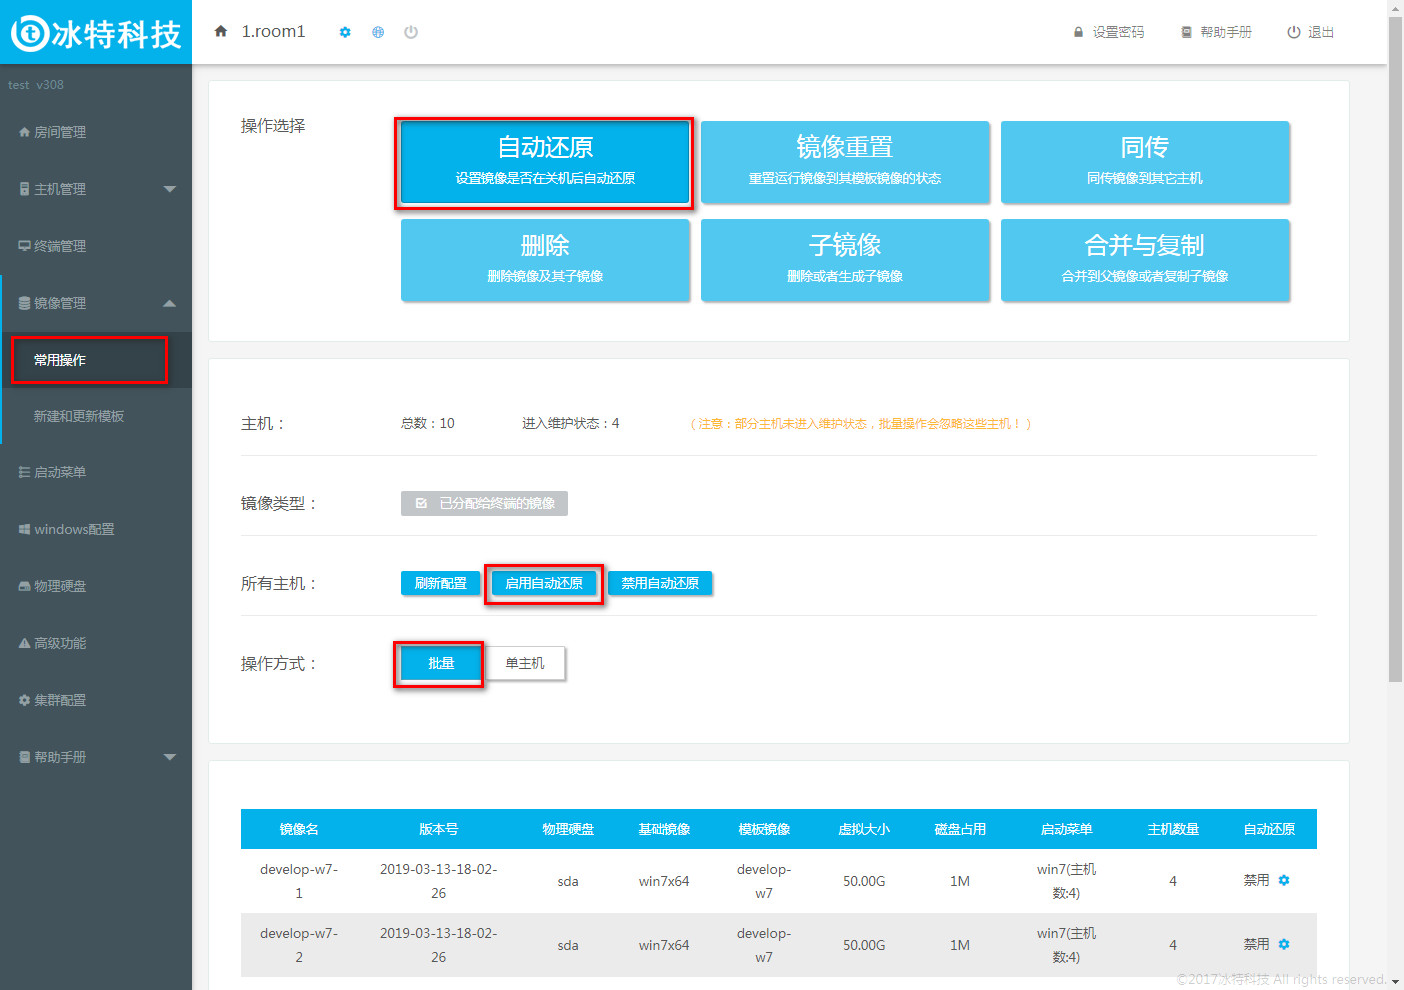 冰特科技
1.room1
设置密码
帮助手册
退出
test v308
房间管理
主机管理
终端管理
镜像管理
常用操作
新建和更新模板
启动菜单
windows配置
物理硬盘
高级功能
集群配置
帮助手册
操作选择
自动还原
设置镜像是否在关机后自动还原
镜像重置
重置运行镜像到其模板镜像的状态
同传
同传镜像到其它主机
删除
删除镜像及其子镜像
子镜像
删除或者生成子镜像
合并与复制
合并到父镜像或者复制子镜像
主机： 总数：10 进入维护状态：4 （注意：部分主机未进入维护状态，批量操作会忽略这些主机！）
镜像类型： 已分配给终端的镜像
所有主机： 刷新配置 启用自动还原 禁用自动还原
操作方式： 批量 单主机
镜像名 版本号 物理硬盘 基础镜像 模板镜像 虚拟大小 磁盘占用 启动菜单 主机数量 自动还原
develop-w7-1 2019-03-13-18-02-26 sda win7x64 develop-w7 50.00G 1M win7(主机数:4) 4 禁用
develop-w7-2 2019-03-13-18-02-26 sda win7x64 develop-w7 50.00G 1M win7(主机数:4) 4 禁用
©2017冰特科技 All rights reserved.